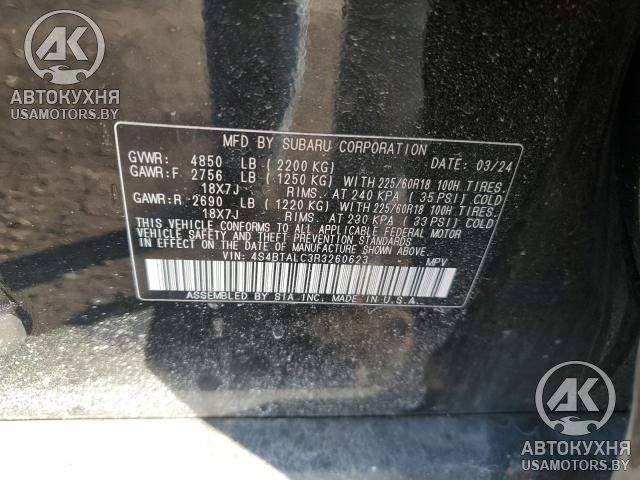 АК
АВТОКУХНЯ
USAMOTORS.BY
MFD BY SUBARU CORPORATION
GVWR: 4850 LB (2200 KG) DATE: 03/24
GAWR:F 2756 LB (1250 KG) WITH 225/60R18 100H TIRES.
18X7J RIMS. AT 240 KPA (35 PSI) COLD
GAWR:R 2690 LB (1220 KG) WITH 225/60R18 100H TIRES.
18X7J RIMS. AT 230 KPA (33 PSI) COLD
THIS VEHICLE CONFORMS TO ALL APPLICABLE FEDERAL MOTOR
VEHICLE SAFETY AND THEFT PREVENTION STANDARDS IN EFFECT ON
THE DATE OF MANUFACTURE SHOWN ABOVE.
VIN: 4S4BTALC3R3260623 MPV
ASSEMBLED BY SIA INC. MADE IN U.S.A.
АК
АВТОКУХНЯ
USAMOTORS.BY